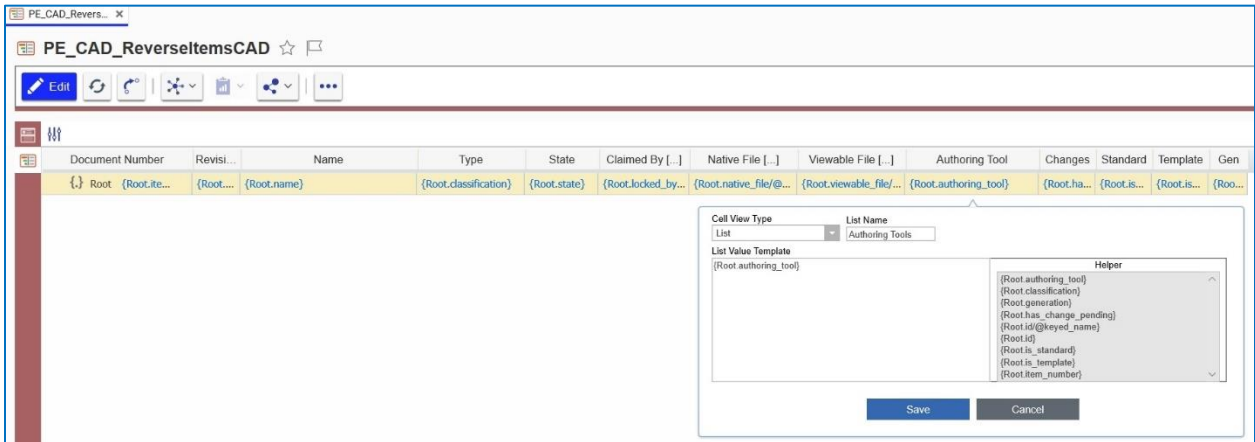 PE_CAD_Revers... X
PE_CAD_ReverseItemsCAD
Edit
Document Number Revisi... Name Type State Claimed By [...] Native File [...] Viewable File [...] Authoring Tool Changes Standard Template Gen
{.} Root {Root.ite... {Root.... {Root.name} {Root.classification} {Root.state} {Root.locked_by... {Root.native_file/@... {Root.viewable_file/... {Root.authoring_tool} {Root.ha... {Root.is... {Root.is... {Roo...
Cell View Type List Name
List Authoring Tools
List Value Template
{Root.authoring_tool} Helper
{Root.authoring_tool}
{Root.classification}
{Root.generation}
{Root.has_change_pending}
{Root.id/@keyed_name}
{Root.id}
{Root.is_standard}
{Root.is_template}
{Root.item_number}
Save Cancel